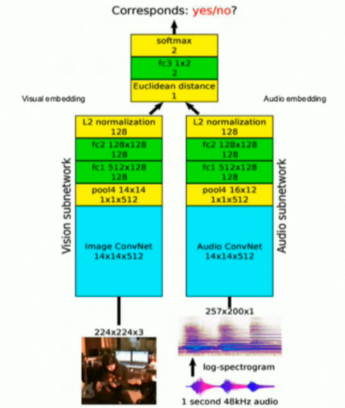 Corresponds: yes/no?
softmax
2
fc3 1x2
2
Euclidean distance
1
Visual embedding
Audio embedding
L2 normalization
128
fc2 128x128
128
fc1 512x128
128
pool4 14x14
1x1x512
Image ConvNet
14x14x512
Vision subnetwork
L2 normalization
128
fc2 128x128
128
fc1 512x128
128
pool4 16x12
1x1x512
Audio ConvNet
14x14x512
Audio subnetwork
224x224x3
257x200x1
log-spectrogram
1 second 48kHz audio